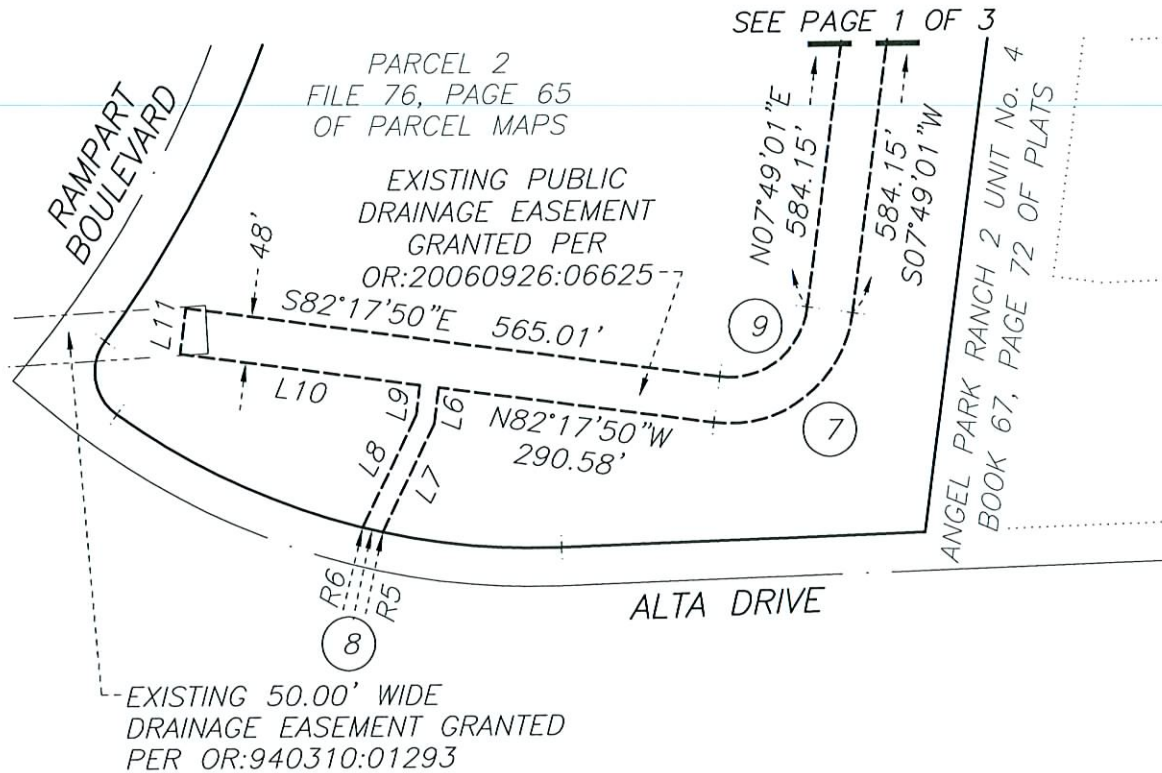 SEE PAGE 1 OF 3
PARCEL 2
FILE 76, PAGE 65
OF PARCEL MAPS
RAMPART
BOULEVARD
EXISTING PUBLIC
DRAINAGE EASEMENT
GRANTED PER
OR:20060926:06625
48'
N07°49'01"E
584.15'
584.15'
S07°49'01"W
ANGEL PARK RANCH 2 UNIT No. 4
BOOK 67, PAGE 72 OF PLATS
L11
S82°17'50"E 565.01'
9
L10
L9
L6
N82°17'50"W
290.58'
7
L8
L7
R6
R5
8
ALTA DRIVE
EXISTING 50.00' WIDE
DRAINAGE EASEMENT GRANTED
PER OR:940310:01293